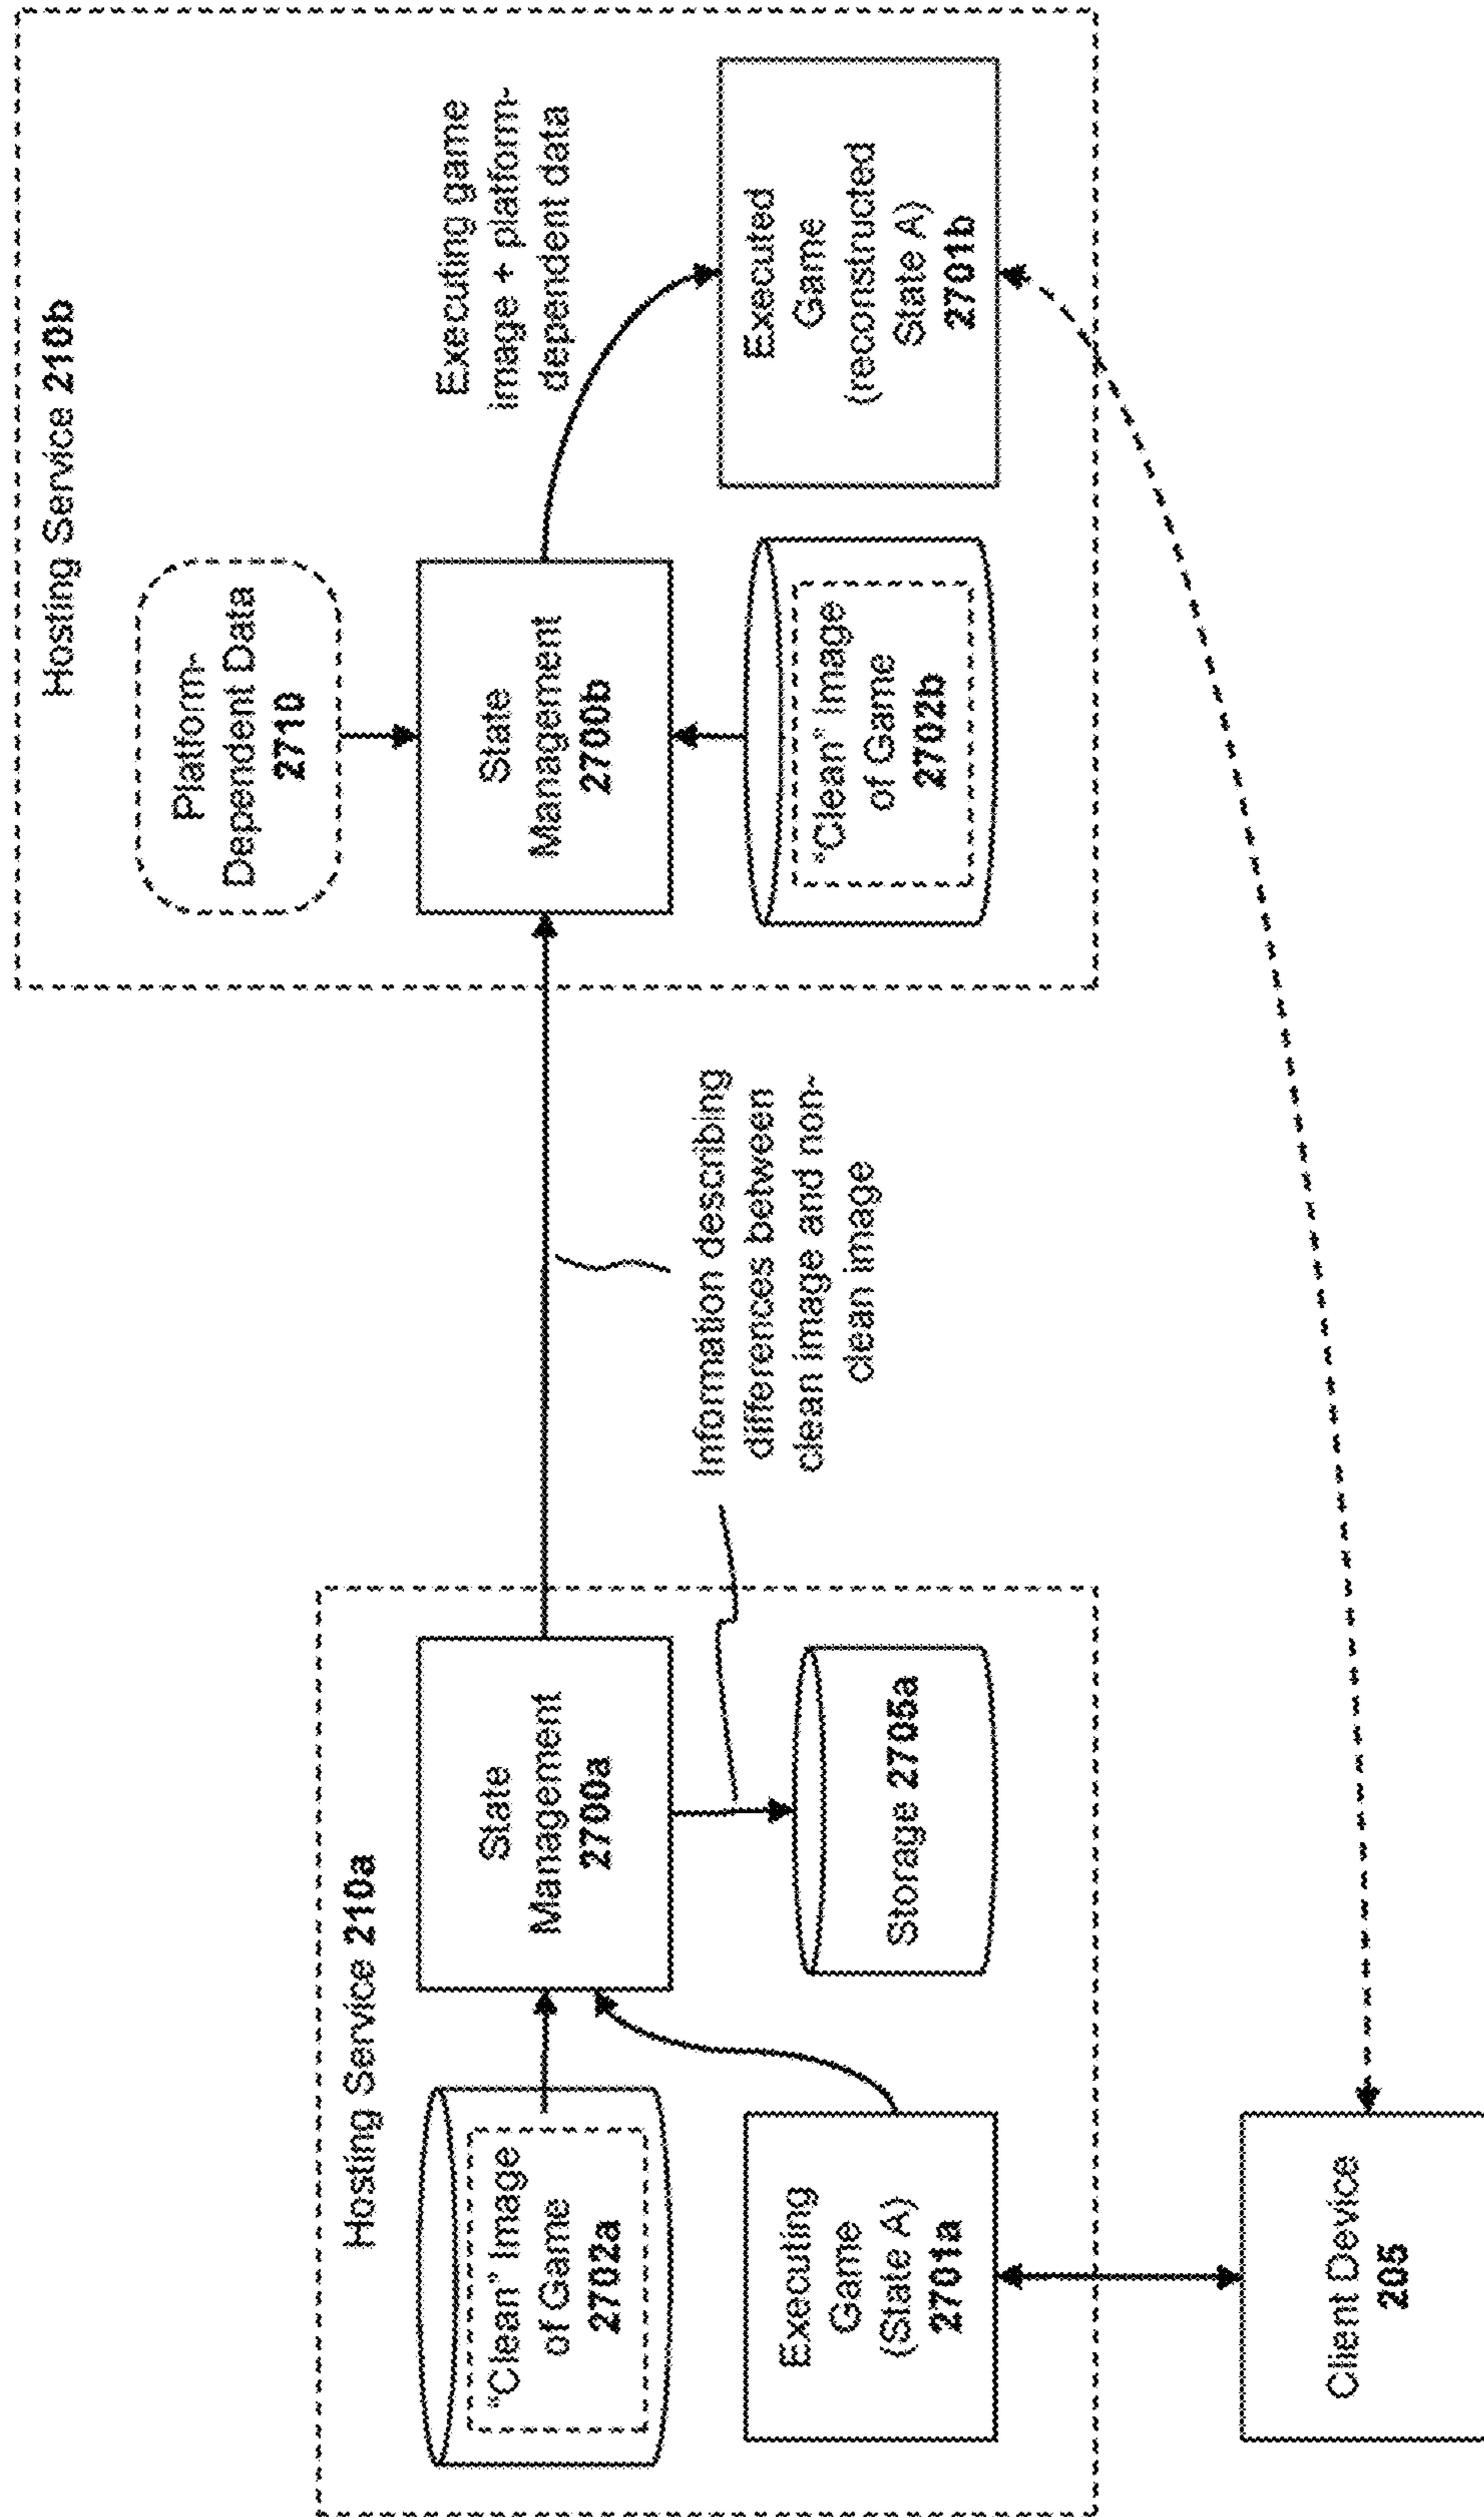 Hosting Service 210a
"Clean" Image
of Game
2702a
State
Management
2700a
Executing
Game
(State A)
2701a
Storage 2705a
Client Device
205
Information describing
differences between
clean image and non-
clean image
Hosting Service 210b
Platform-
Dependent Data
2710
State
Management
2700b
"Clean" Image
of Game
2702b
Executing game
image + platform-
dependent data
Executed
Game
(reconstructed
State A)
2701b